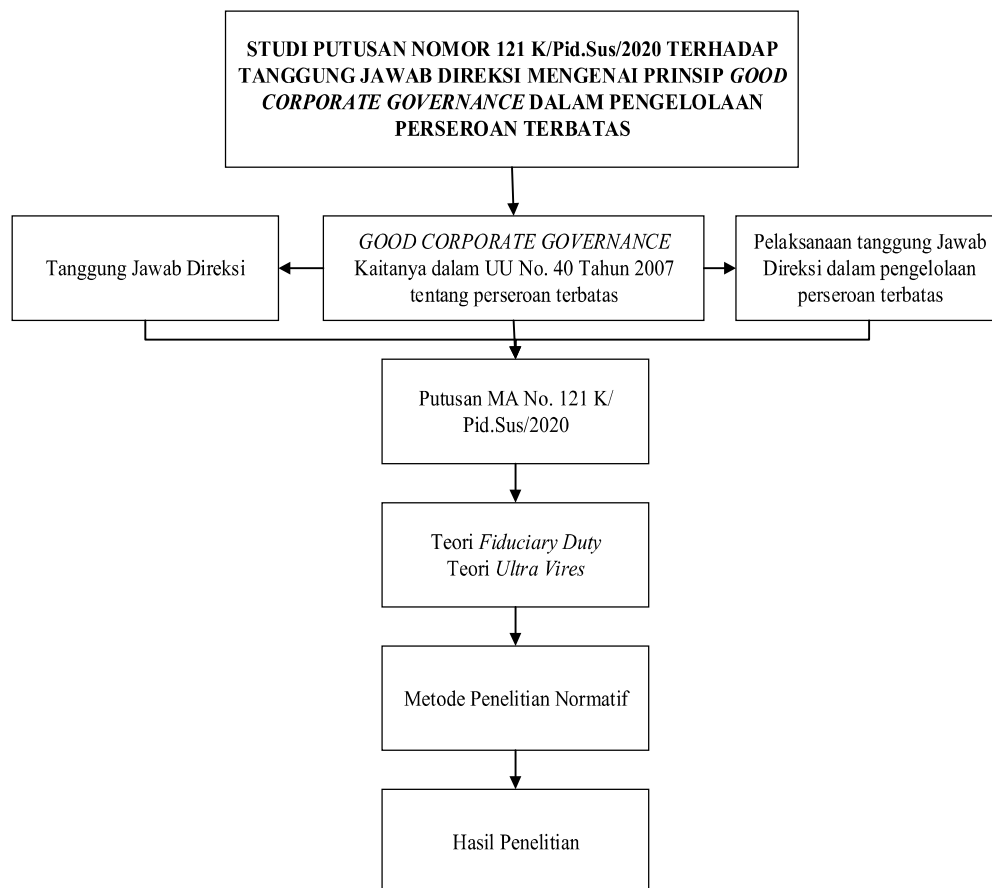 STUDI PUTUSAN NOMOR 121 K/Pid.Sus/2020 TERHADAP
TANGGUNG JAWAB DIREKSI MENGENAI PRINSIP GOOD
CORPORATE GOVERNANCE DALAM PENGELOLAAN
PERSEROAN TERBATAS
Tanggung Jawab Direksi
GOOD CORPORATE GOVERNANCE
Kaitanya dalam UU No. 40 Tahun 2007
tentang perseroan terbatas
Pelaksanaan tanggung Jawab
Direksi dalam pengelolaan
perseroan terbatas
Putusan MA No. 121 K/
Pid.Sus/2020
Teori Fiduciary Duty
Teori Ultra Vires
Metode Penelitian Normatif
Hasil Penelitian